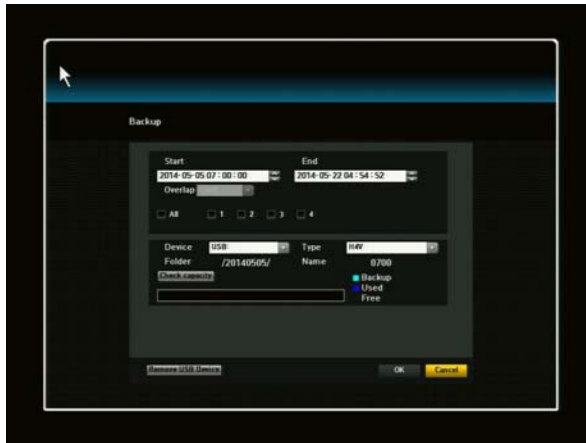 Backup
Start End
2014-05-05 07 : 00 : 00 2014-05-22 04 : 54 : 52
Overlap
All 1 2 3 4
Device USB: Type
Folder /20140505/ Name 0700
Check capacity Backup
Used
Free
Remove USB Device OK Cancel